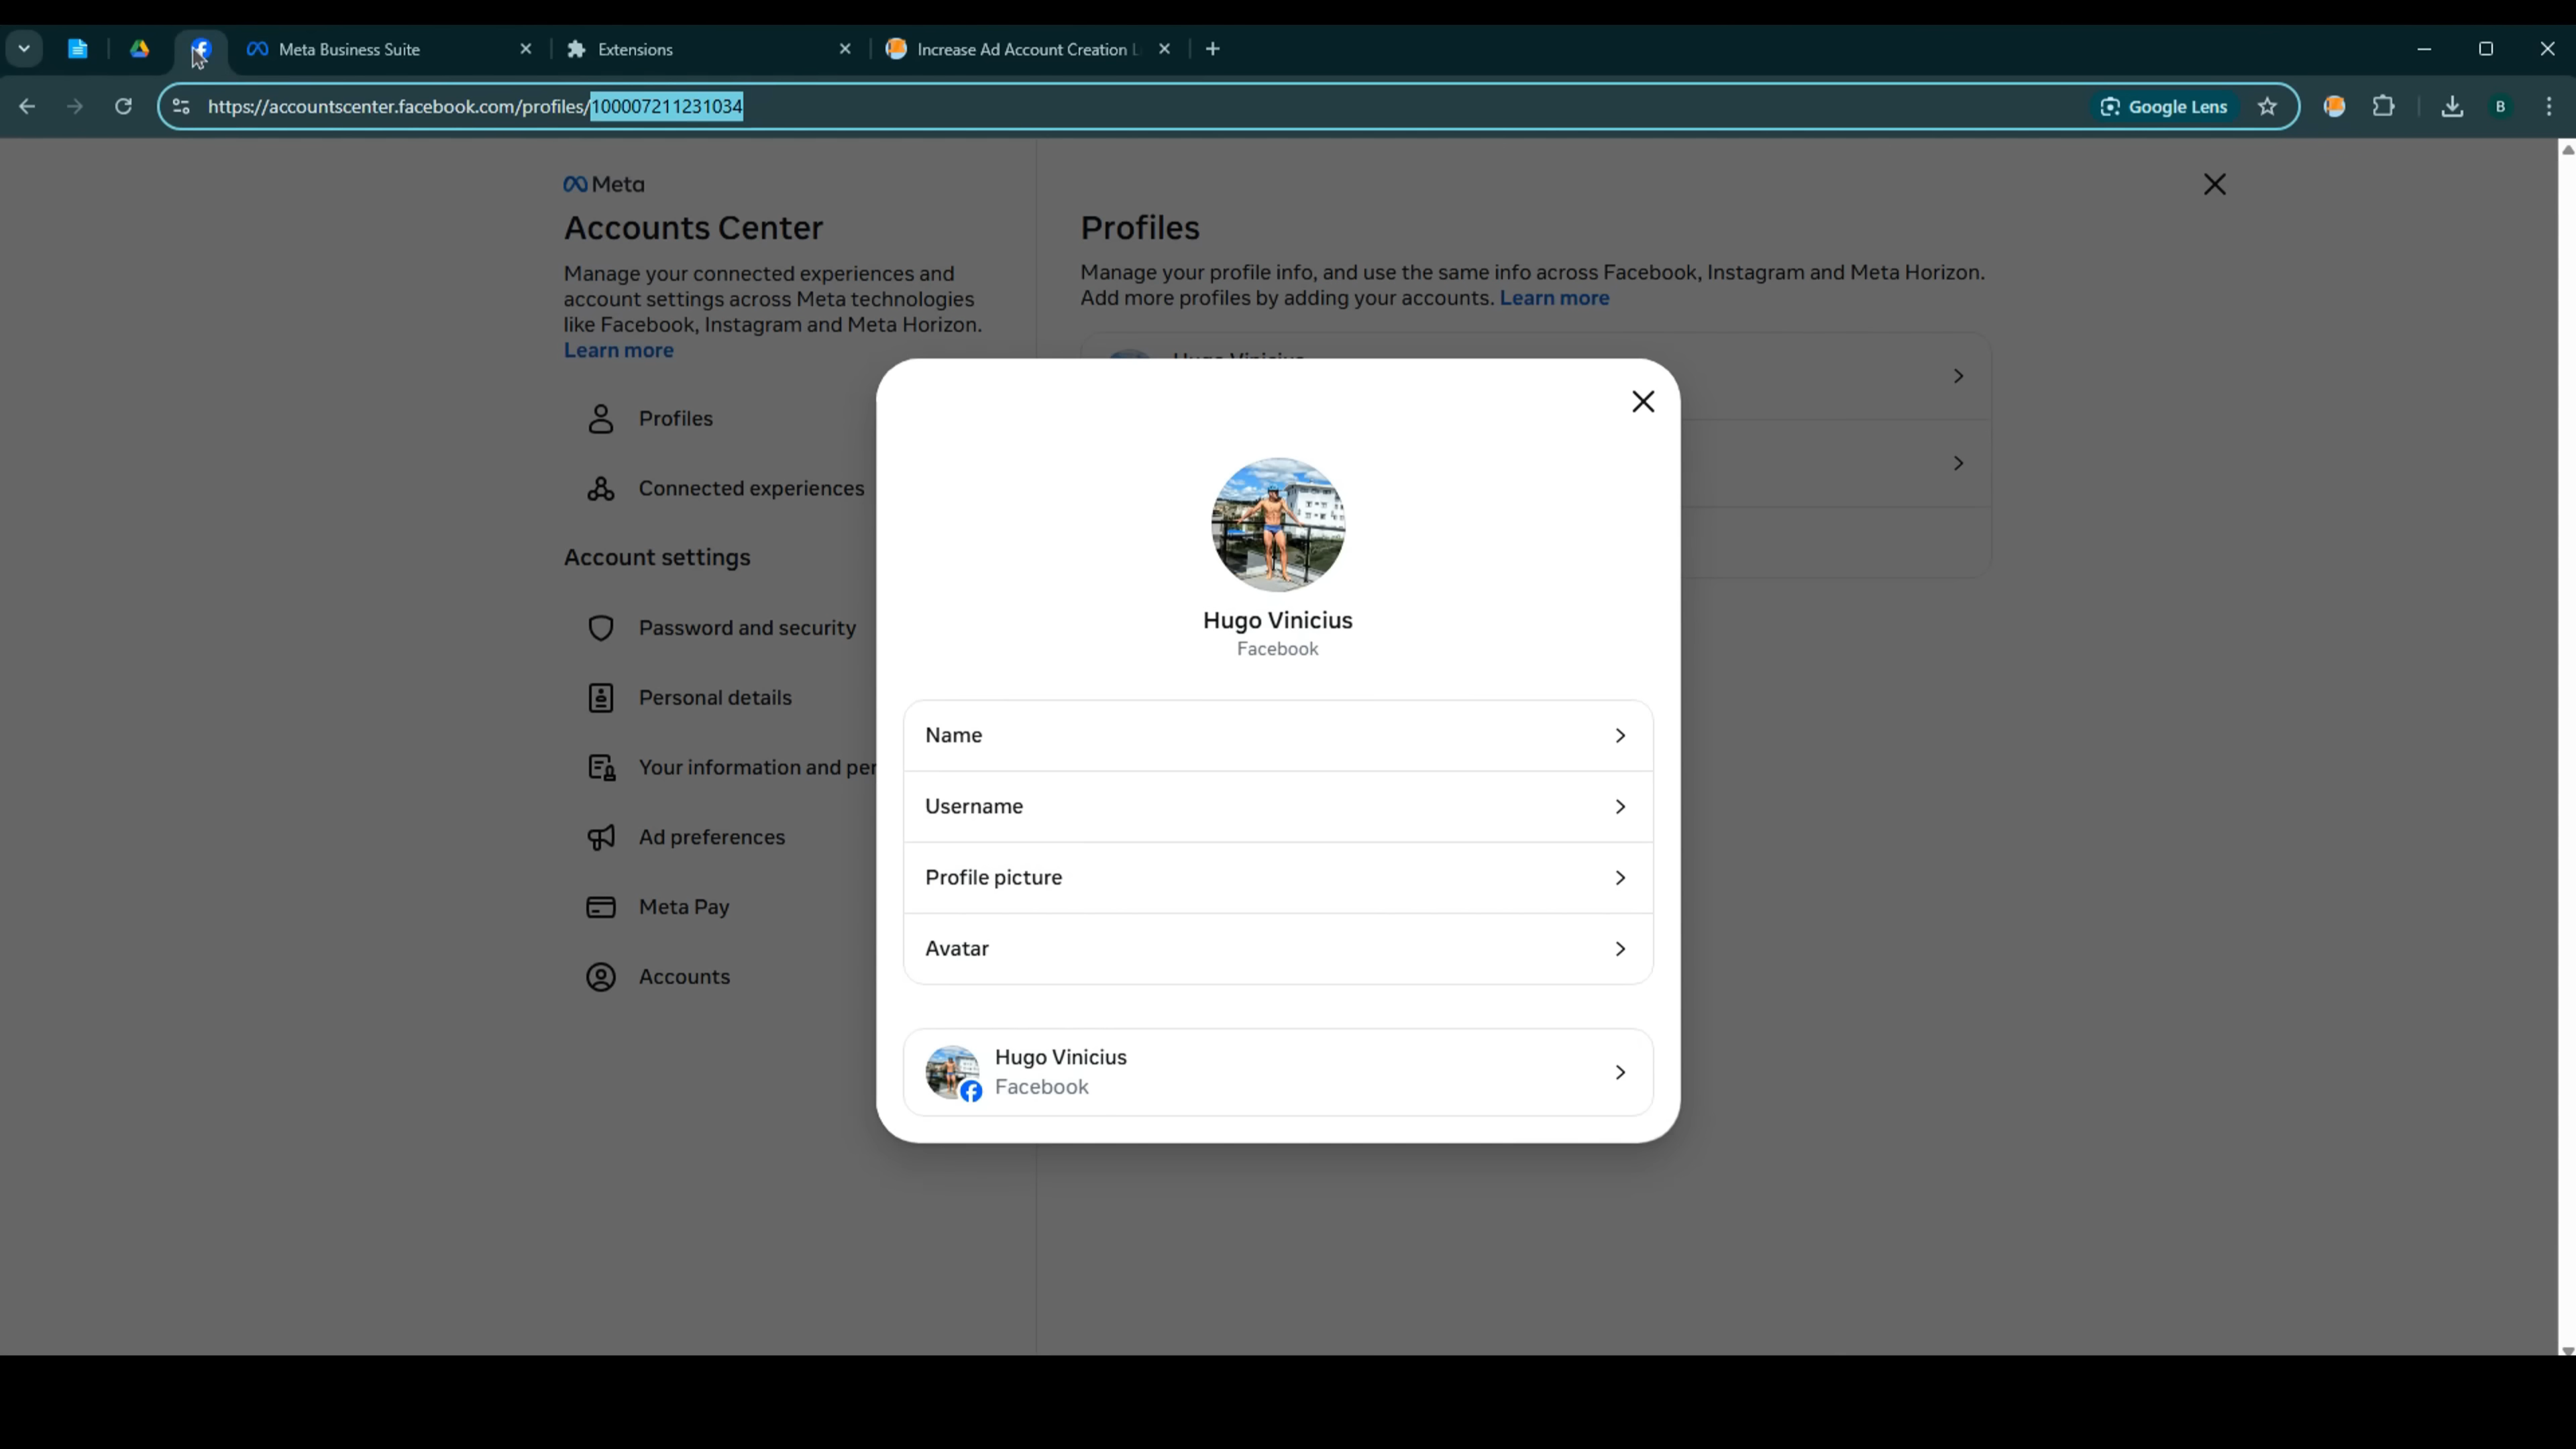 Meta Business Suite
Extensions
Increase Ad Account Creation
https://accountscenter.facebook.com/profiles/100007211231034
Google Lens
B
Meta
Accounts Center
Manage your connected experiences and
account settings across Meta technologies
like Facebook, Instagram and Meta Horizon.
Learn more
Profiles
Connected experiences
Account settings
Password and security
Personal details
Your information and per
Ad preferences
Meta Pay
Accounts
Profiles
Manage your profile info, and use the same info across Facebook, Instagram and Meta Horizon.
Add more profiles by adding your accounts. Learn more
Hugo Vinicius
Hugo Vinicius
Facebook
Name
Username
Profile picture
Avatar
Hugo Vinicius
Facebook